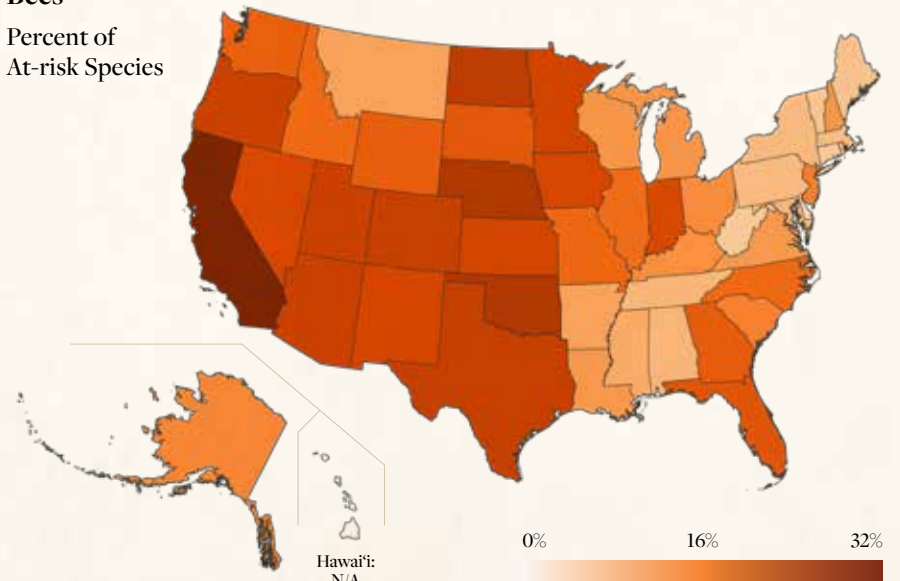 Bees
Percent of
At-risk Species
Hawai‘i:
N/A
0%
16%
32%